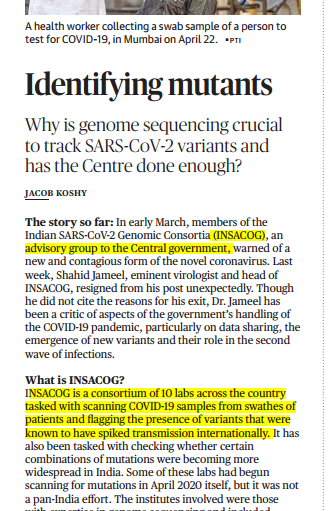 A health worker collecting a swab sample of a person to
test for COVID-19, in Mumbai on April 22. •PTI
Identifying mutants
Why is genome sequencing crucial
to track SARS-CoV-2 variants and
has the Centre done enough?
JACOB KOSHY
The story so far: In early March, members of the
Indian SARS-CoV-2 Genomic Consortia (INSACOG), an
advisory group to the Central government, warned of a
new and contagious form of the novel coronavirus. Last
week, Shahid Jameel, eminent virologist and head of
INSACOG, resigned from his post unexpectedly. Though
he did not cite the reasons for his exit, Dr. Jameel has
been a critic of aspects of the government's handling of
the COVID-19 pandemic, particularly on data sharing, the
emergence of new variants and their role in the second
wave of infections.
What is INSACOG?
INSACOG is a consortium of 10 labs across the country
tasked with scanning COVID-19 samples from swathes of
patients and flagging the presence of variants that were
known to have spiked transmission internationally. It has
also been tasked with checking whether certain
combinations of mutations were becoming more
widespread in India. Some of these labs had begun
scanning for mutations in April 2020 itself, but it was not
a pan-India effort. The institutes involved were those